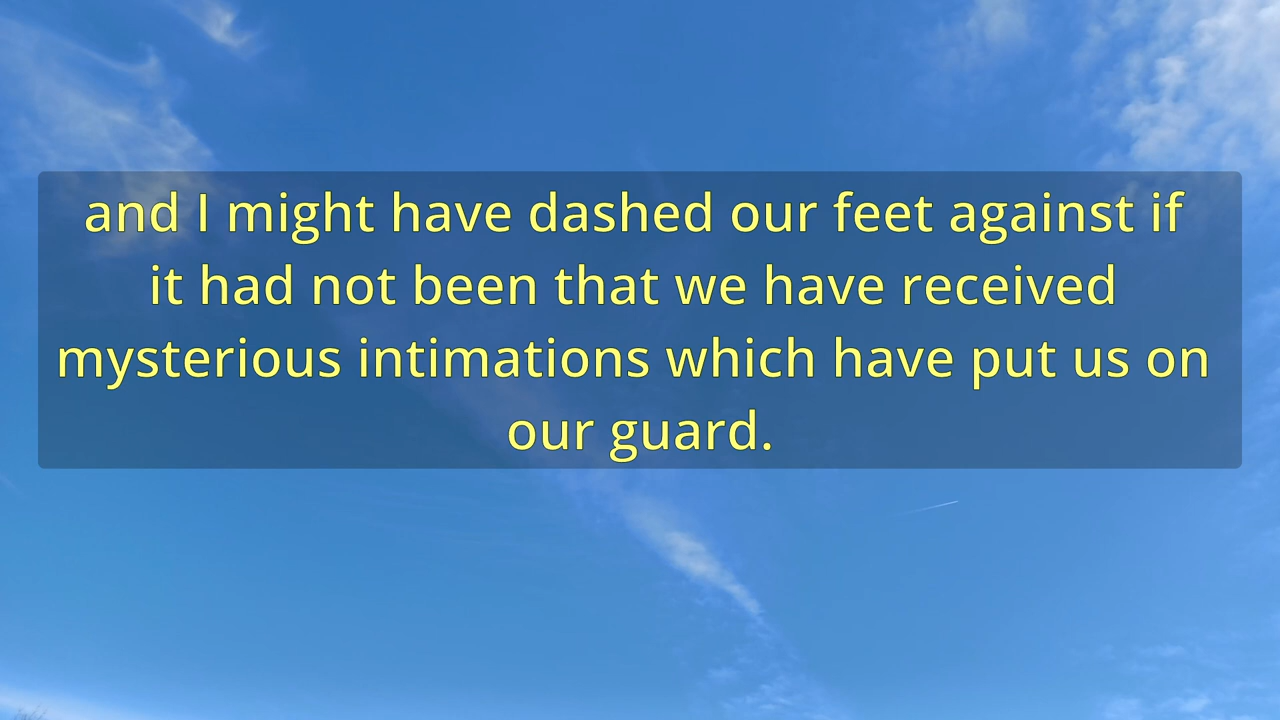 and I might have dashed our feet against if
it had not been that we have received
mysterious intimations which have put us on
our guard.